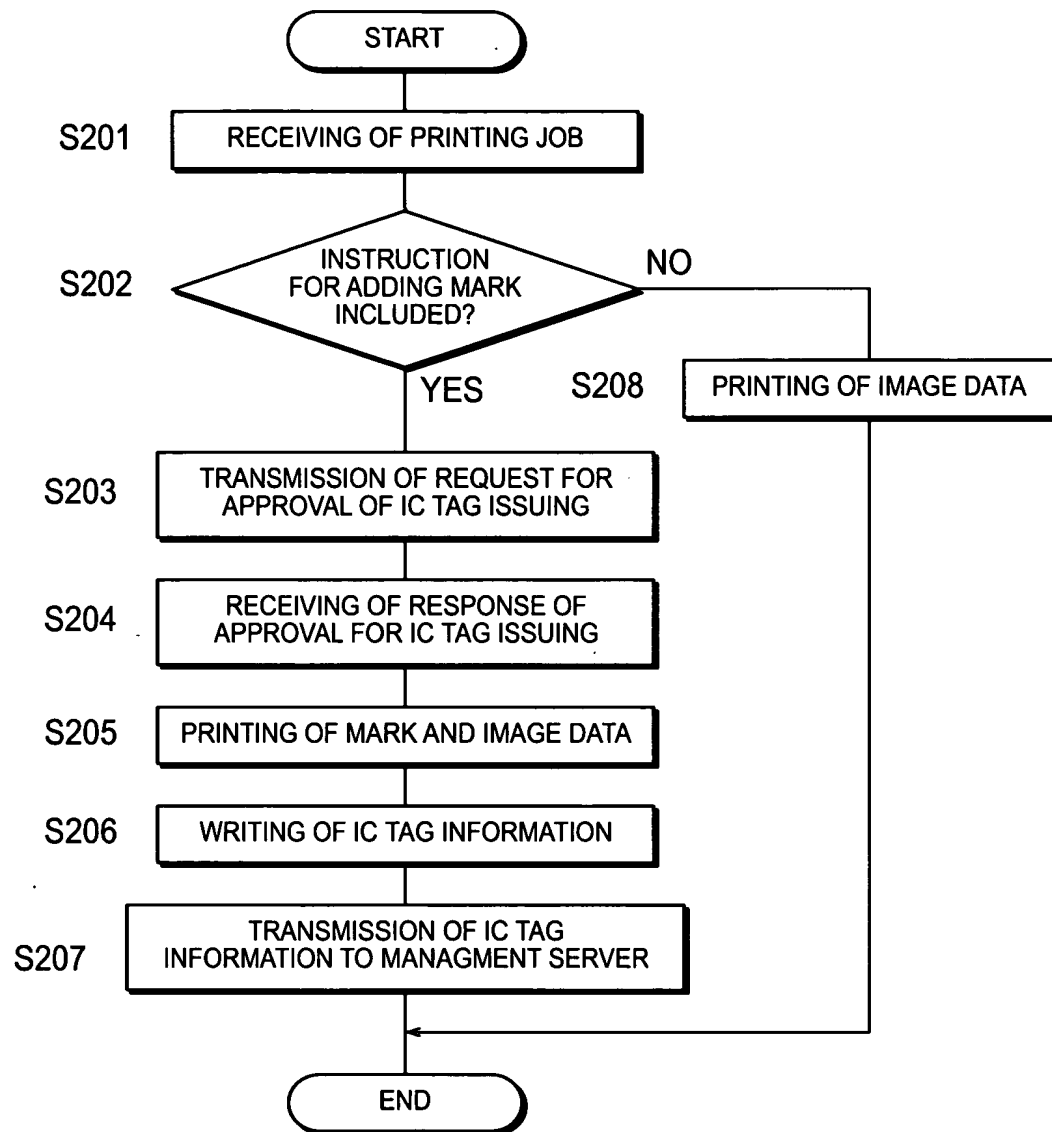 START
S201
RECEIVING OF PRINTING JOB
S202
INSTRUCTION
FOR ADDING MARK
INCLUDED?
NO
YES
S208
PRINTING OF IMAGE DATA
S203
TRANSMISSION OF REQUEST FOR
APPROVAL OF IC TAG ISSUING
S204
RECEIVING OF RESPONSE OF
APPROVAL FOR IC TAG ISSUING
S205
PRINTING OF MARK AND IMAGE DATA
S206
WRITING OF IC TAG INFORMATION
S207
TRANSMISSION OF IC TAG
INFORMATION TO MANAGMENT SERVER
END